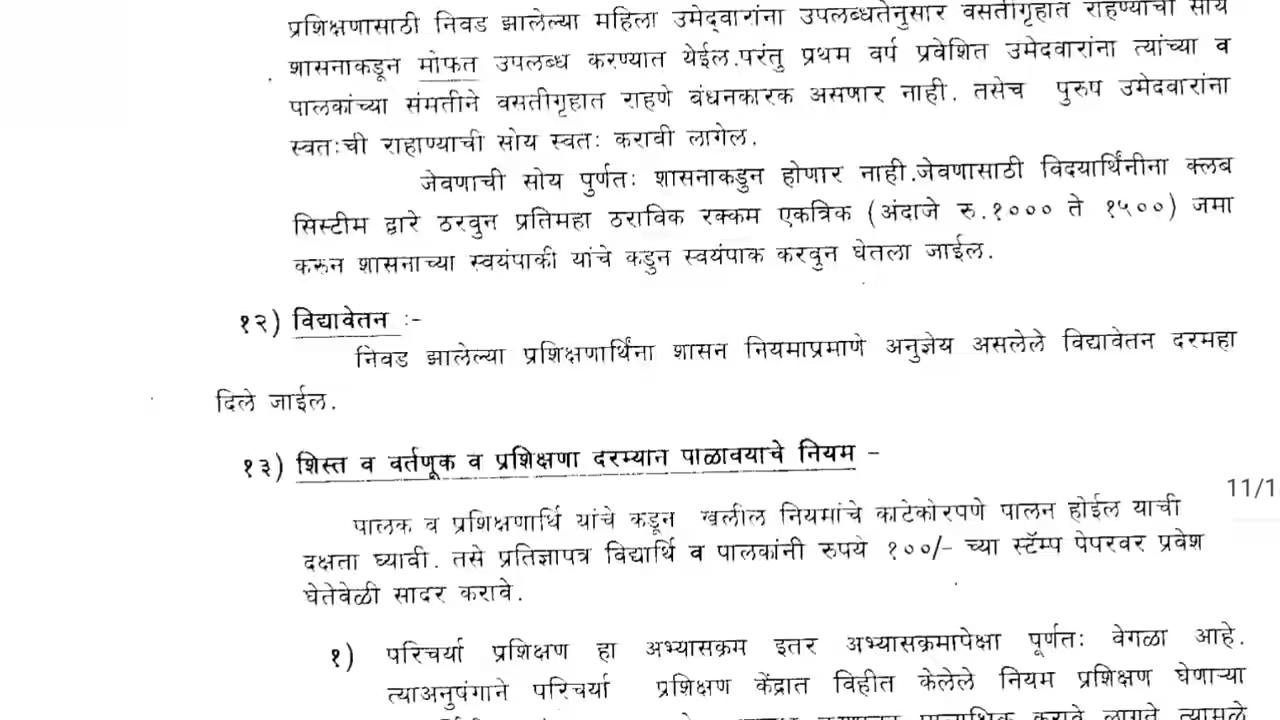 प्रशिक्षणासाठी निवड झालेल्या महिला उमेद्वारांना उपलब्धतेनुसार वसतीगृहात राहण्याची सोय
शासनाकडून मोफत उपलब्ध करण्यात येईल.परंतु प्रथम वर्ष प्रवेशित उमेदवारांना त्यांच्या व
पालकांच्या संमतीने वसतीगृहात राहणे बंधनकारक असणार नाही. तसेच पुरुष उमेदवारांना
स्वतःची राहाण्याची सोय स्वतः करावी लागेल.
जेवणाची सोय पुर्णतः शासनाकडुन होणार नाही.जेवणासाठी विदयार्थिनीना क्लब
सिस्टीम द्वारे ठरवुन प्रतिमहा ठराविक रक्कम एकत्रिक (अंदाजे रु.१००० ते १५००) जमा
करुन शासनाच्या स्वयंपाकी यांचे कडुन स्वयंपाक करवुन घेतला जाईल.
१२) विद्यावेतन :-
निवड झालेल्या प्रशिक्षणार्थिंना शासन नियमाप्रमाणे अनुज्ञेय असलेले विद्यावेतन दरमहा
दिले जाईल.
१३) शिस्त व वर्तणूक व प्रशिक्षणा दरम्यान पाळावयाचे नियम -
11/1
पालक व प्रशिक्षणार्थि यांचे कडून खलील नियमांचे काटेकोरपणे पालन होईल याची
दक्षता घ्यावी. तसे प्रतिज्ञापत्र विद्यार्थि व पालकांनी रुपये १००/- च्या स्टॅम्प पेपरवर प्रवेश
घेतेवेळी सादर करावे.
१) परिचर्या प्रशिक्षण हा अभ्यासक्रम इतर अभ्यासक्रमापेक्षा पूर्णतः वेगळा आहे.
त्याअनुषंगाने परिचर्या प्रशिक्षण केंद्रात विहीत केलेले नियम प्रशिक्षण घेणाऱ्या